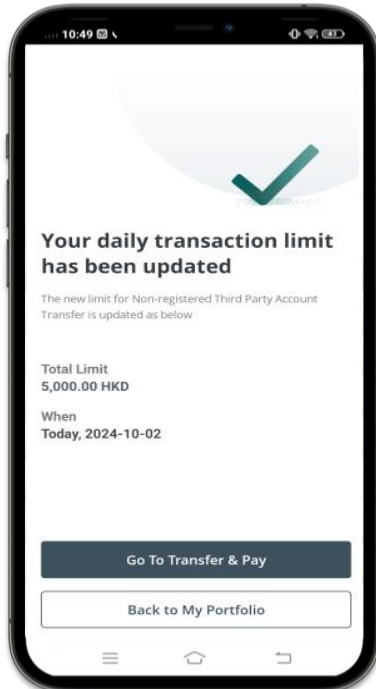 10:49
43
Your daily transaction limit
has been updated
The new limit for Non-registered Third Party Account
Transfer is updated as below
Total Limit
5,000.00 HKD
When
Today, 2024-10-02
Go To Transfer & Pay
Back to My Portfolio